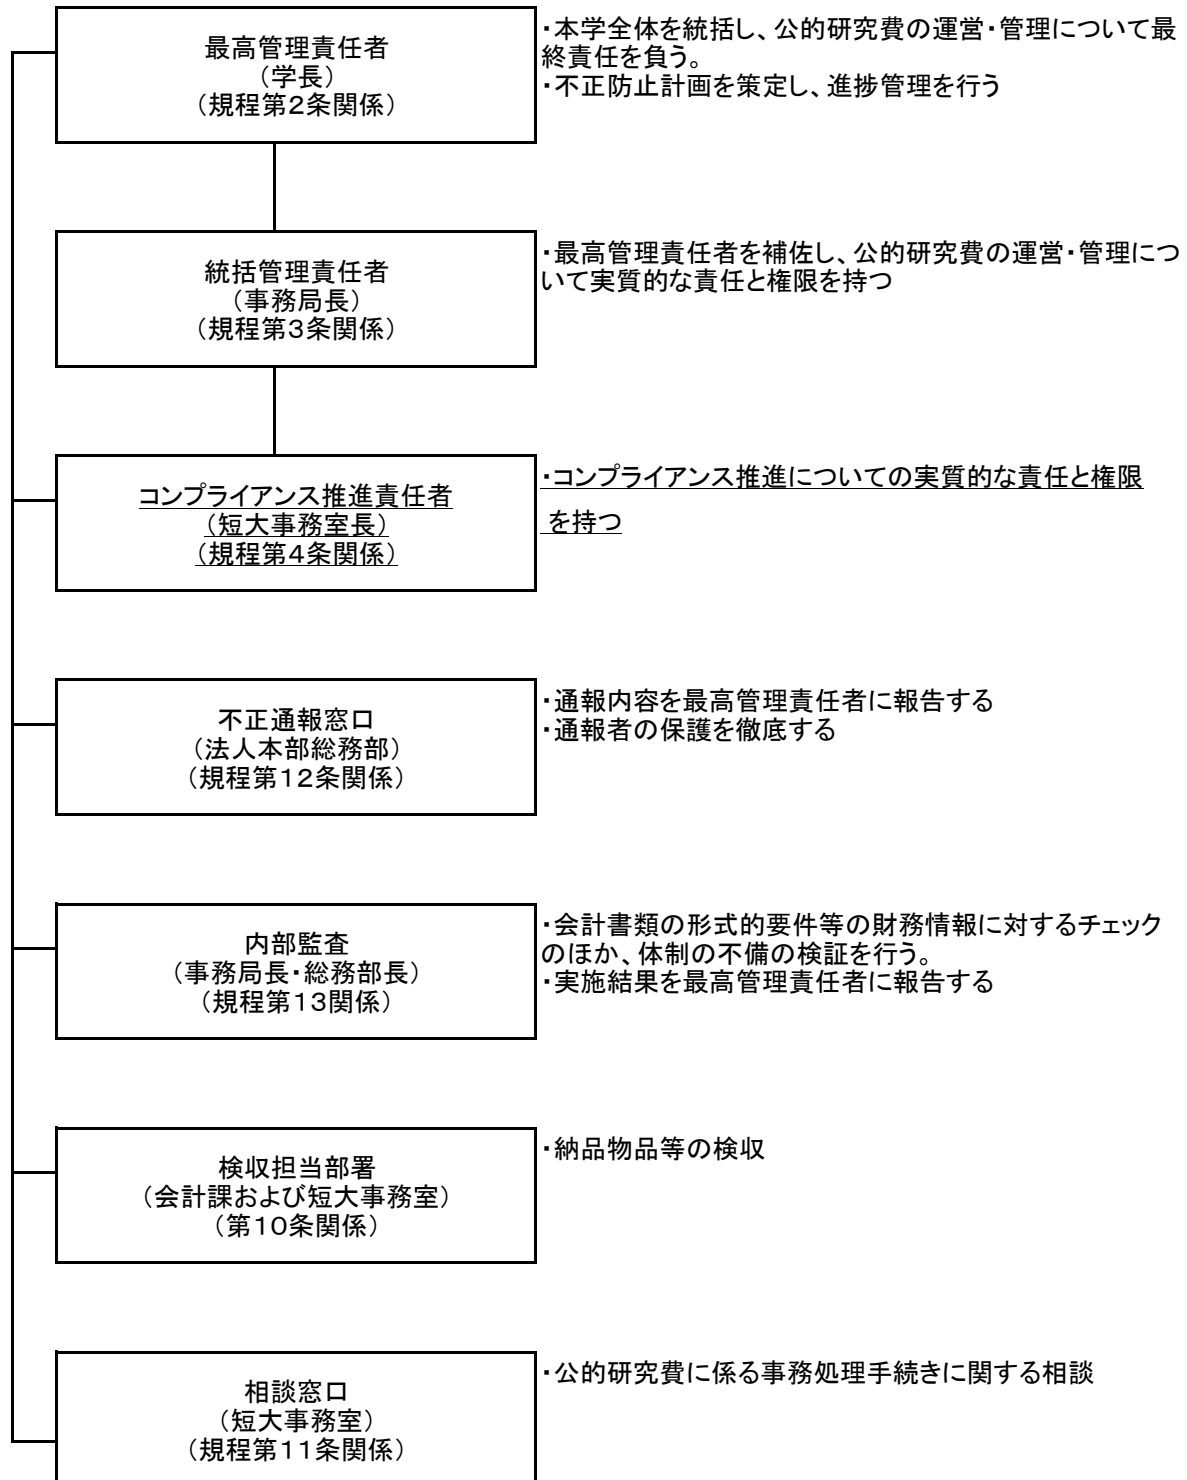 最高管理責任者
（学長）
（規程第２条関係）
・本学全体を統括し、公的研究費の運営・管理について最
終責任を負う。
・不正防止計画を策定し、進捗管理を行う
統括管理責任者
（事務局長）
（規程第３条関係）
・最高管理責任者を補佐し、公的研究費の運営・管理につ
いて実質的な責任と権限を持つ
コンプライアンス推進責任者
（短大事務室長）
（規程第４条関係）
・コンプライアンス推進についての実質的な責任と権限
を持つ
不正通報窓口
（法人本部総務部）
（規程第１２条関係）
・通報内容を最高管理責任者に報告する
・通報者の保護を徹底する
内部監査
（事務局長・総務部長）
（規程第１３関係）
・会計書類の形式的要件等の財務情報に対するチェック
のほか、体制の不備の検証を行う。
・実施結果を最高管理責任者に報告する
検収担当部署
（会計課および短大事務室）
（第１０条関係）
・納品物品等の検収
相談窓口
（短大事務室）
（規程第１１条関係）
・公的研究費に係る事務処理手続きに関する相談